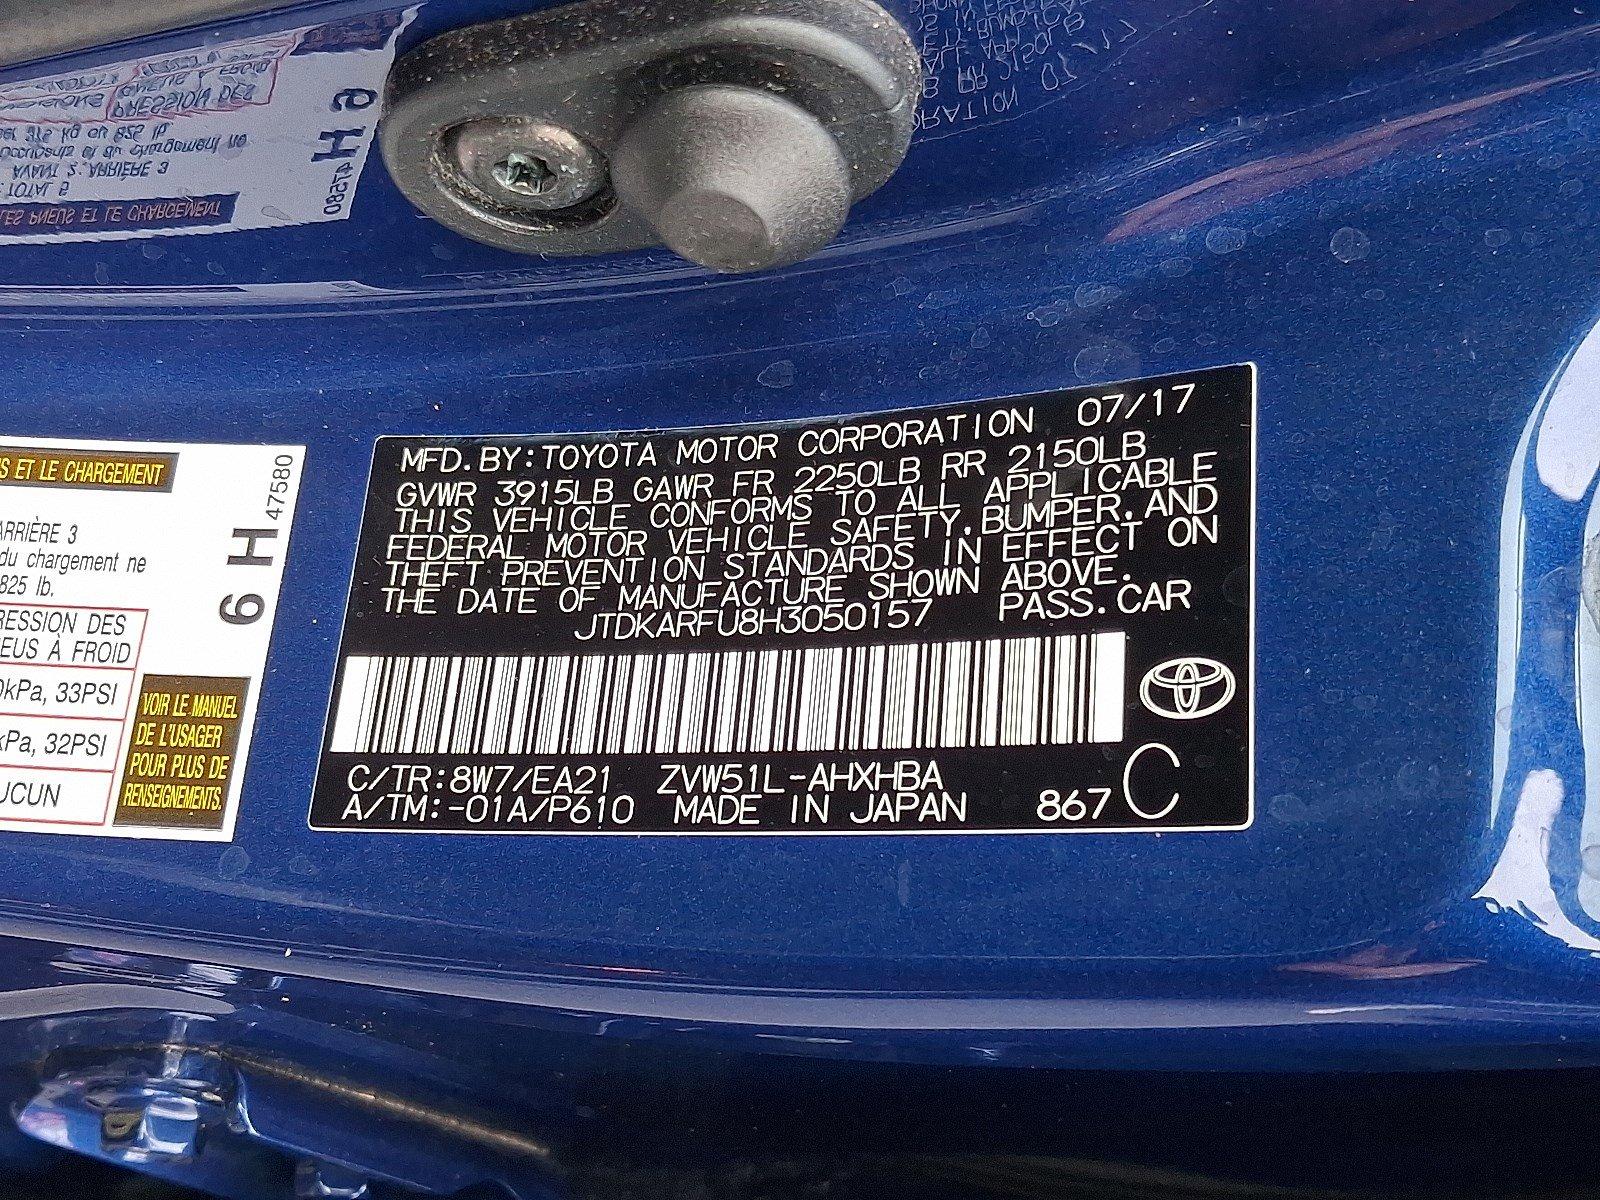 S ET LE CHARGEMENT
47580
6 H
ARRIÈRE 3
du chargement ne
825 lb.
RESSION DES
EUS À FROID
0kPa, 33PSI
kPa, 32PSI
UCUN
VOIR LE MANUEL
DE L'USAGER
POUR PLUS DE
RENSEIGNEMENTS.
MFD. BY: TOYOTA MOTOR CORPORATION 07/17
GVWR 3915LB GAWR FR 2250LB RR 2150LB
THIS VEHICLE CONFORMS TO ALL APPLICABLE
FEDERAL MOTOR VEHICLE SAFETY, BUMPER, AND
THEFT PREVENTION STANDARDS IN EFFECT ON
THE DATE OF MANUFACTURE SHOWN ABOVE.
JTDKARFU8H3050157 PASS. CAR
C/TR: 8W7/EA21 ZVW51L-AHXHBA
A/TM: -01A/P610 MADE IN JAPAN 867 C